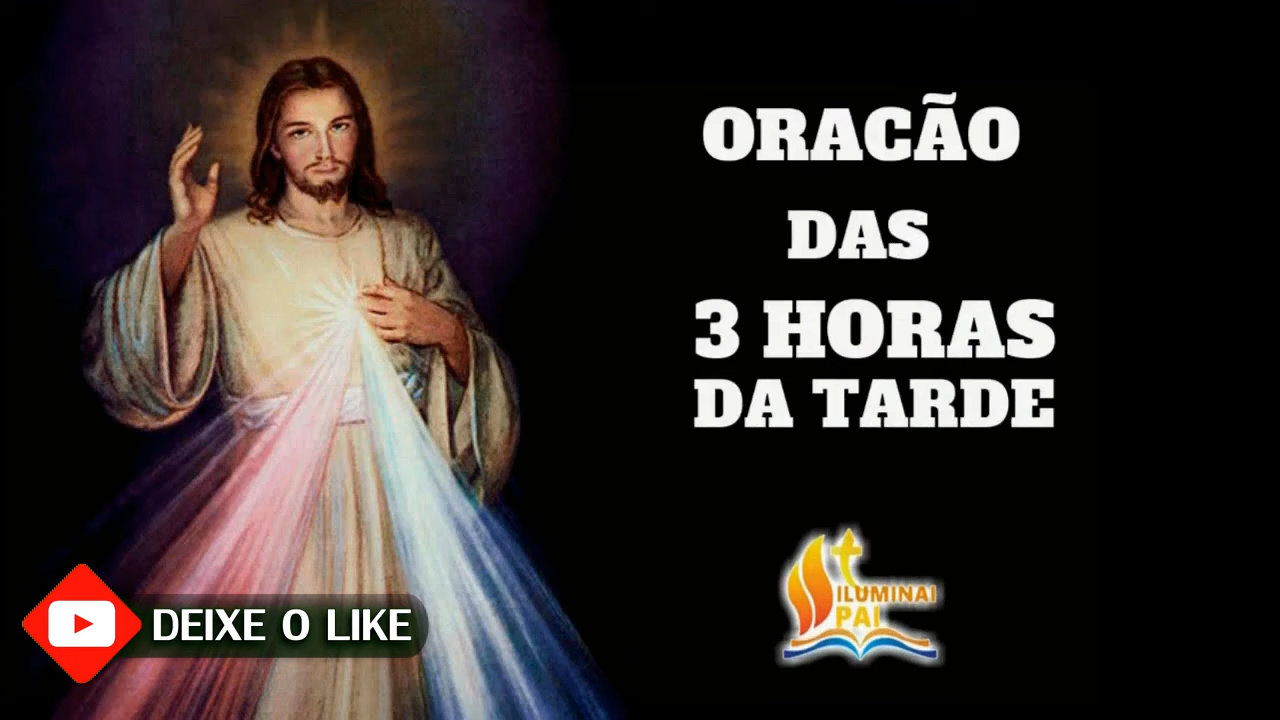 ORACÃO
DAS
3 HORAS
DA TARDE
ILUMINAI
PAI
DEIXE O LIKE